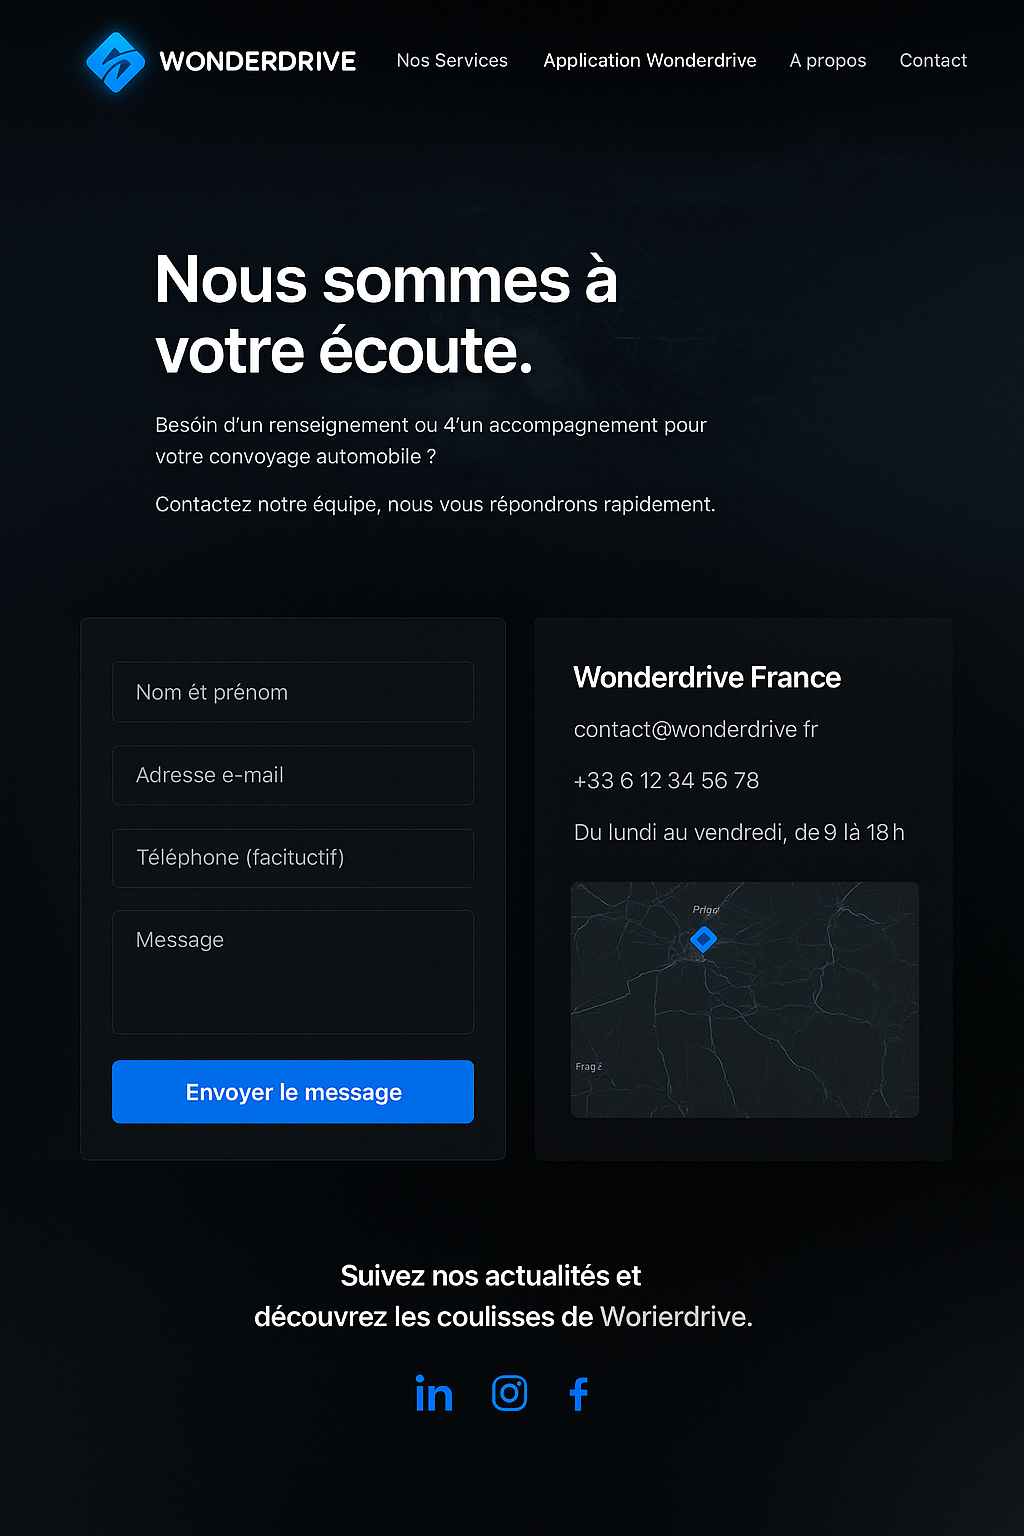 WONDERDRIVE
Nos Services
Application Wonderdrive
A propos
Contact
Nous sommes à
votre écoute.
Besóin d’un renseignement ou 4’un accompagnement pour
votre convoyage automobile ?
Contactez notre équipe, nous vous répondrons rapidement.
Nom ét prénom
Adresse e-mail
Téléphone (facituctif)
Message
Envoyer le message
Wonderdrive France
contact@wonderdrive fr
+33 6 12 34 56 78
Du lundi au vendredi, de 9 là 18 h
Suivez nos actualités et
découvrez les coulisses de Worierdrive.
in
f